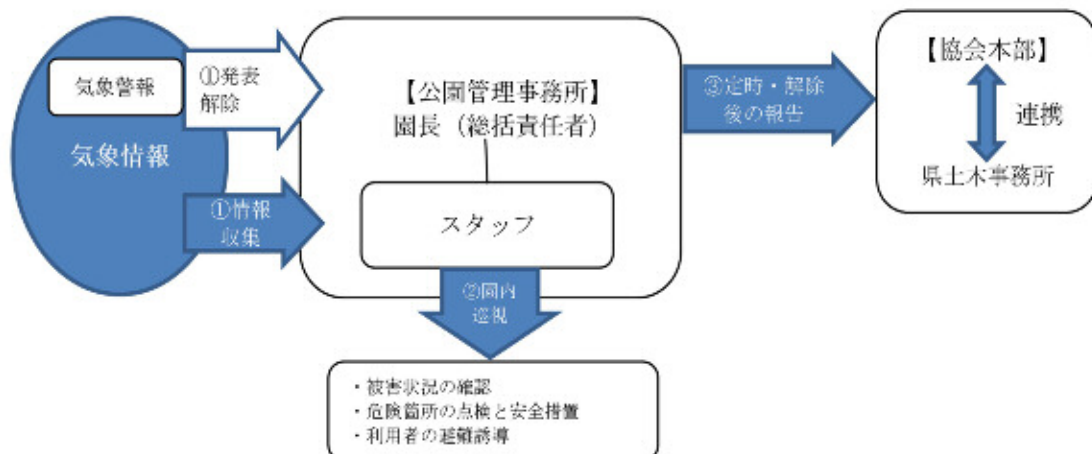 気象警報
気象情報
①発表
解除
①情報
収集
【公園管理事務所】
園長（総括責任者）
スタッフ
②園内
巡視
・被害状況の確認
・危険箇所の点検と安全措置
・利用者の避難誘導
③定時・解除
後の報告
【協会本部】
連携
県土木事務所